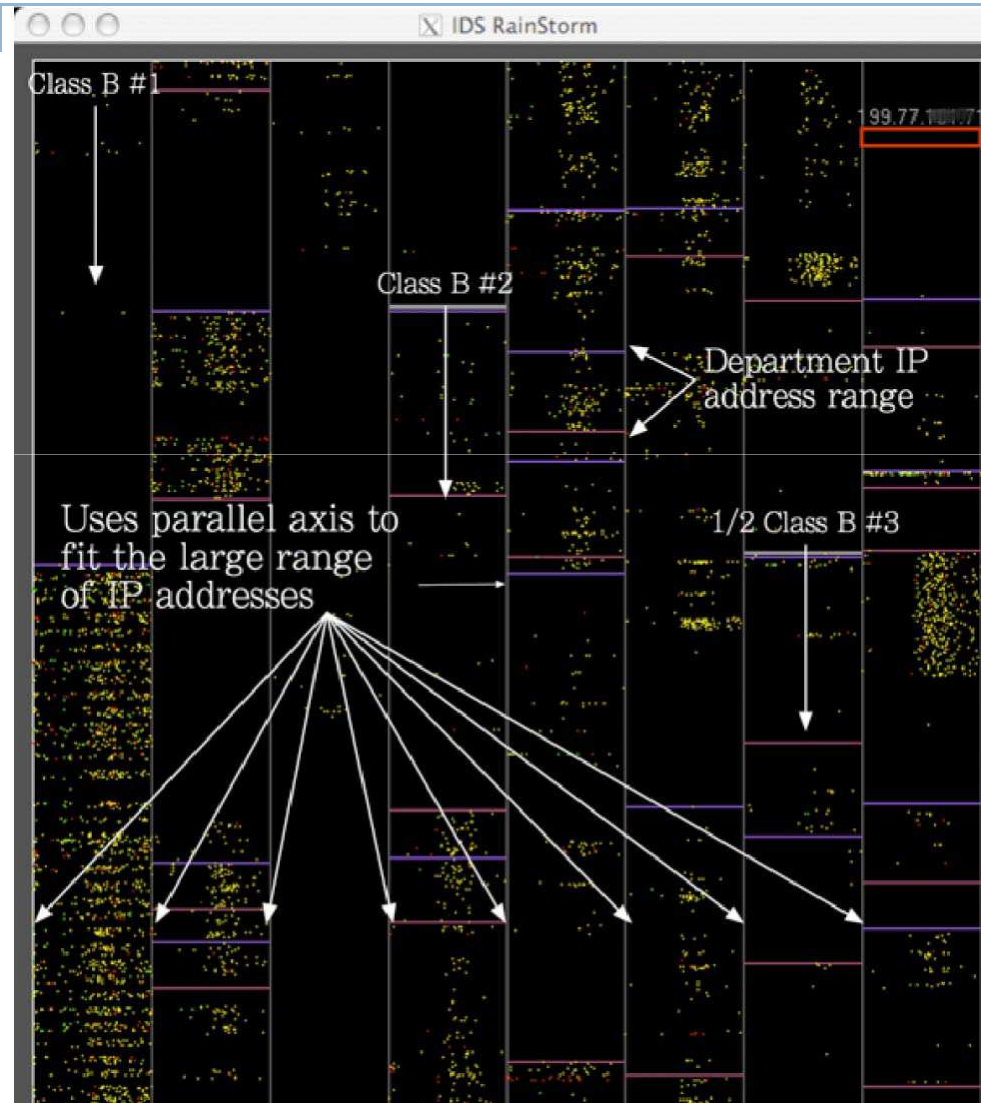 IDS RainStorm
Class B #1
Class B #2
Department IP
address range
Uses parallel axis to
fit the large range
of IP addresses
1/2 Class B #3